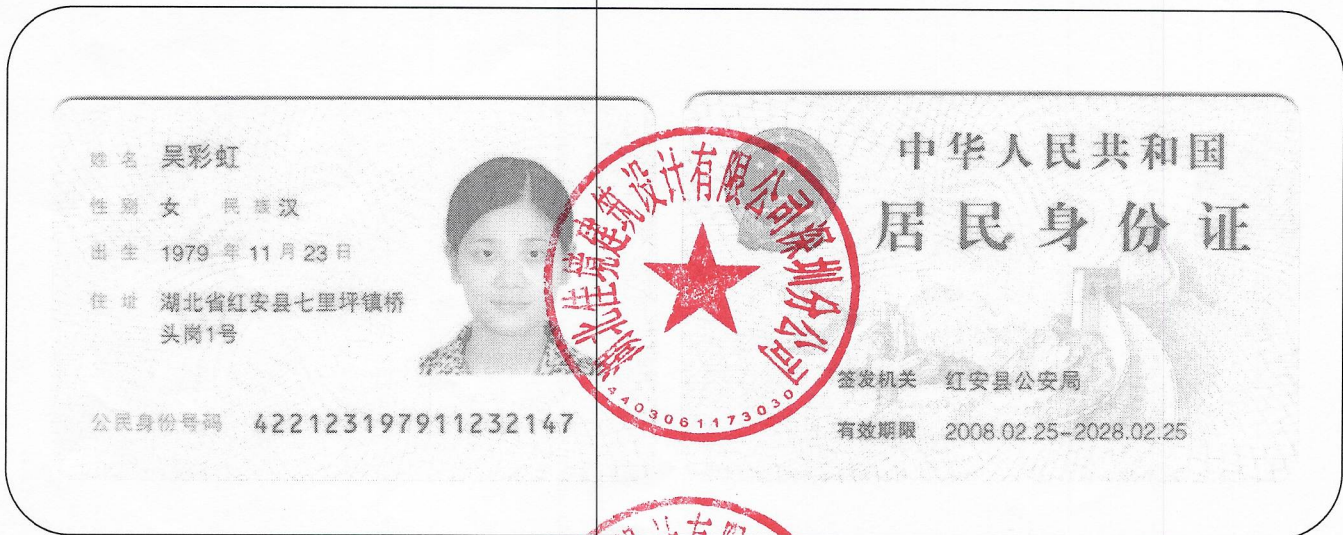 姓名 吴彩虹
性别 女 民族 汉
出生 1979 年 11 月 23 日
住址 湖北省红安县七里坪镇桥
头岗1号
公民身份号码 422123197911232147
中华人民共和国
居民身份证
签发机关 红安县公安局
有效期限 2008.02.25-2028.02.25
湖北佳境建筑设计有限公司深圳分公司
4403061173030
设计有限